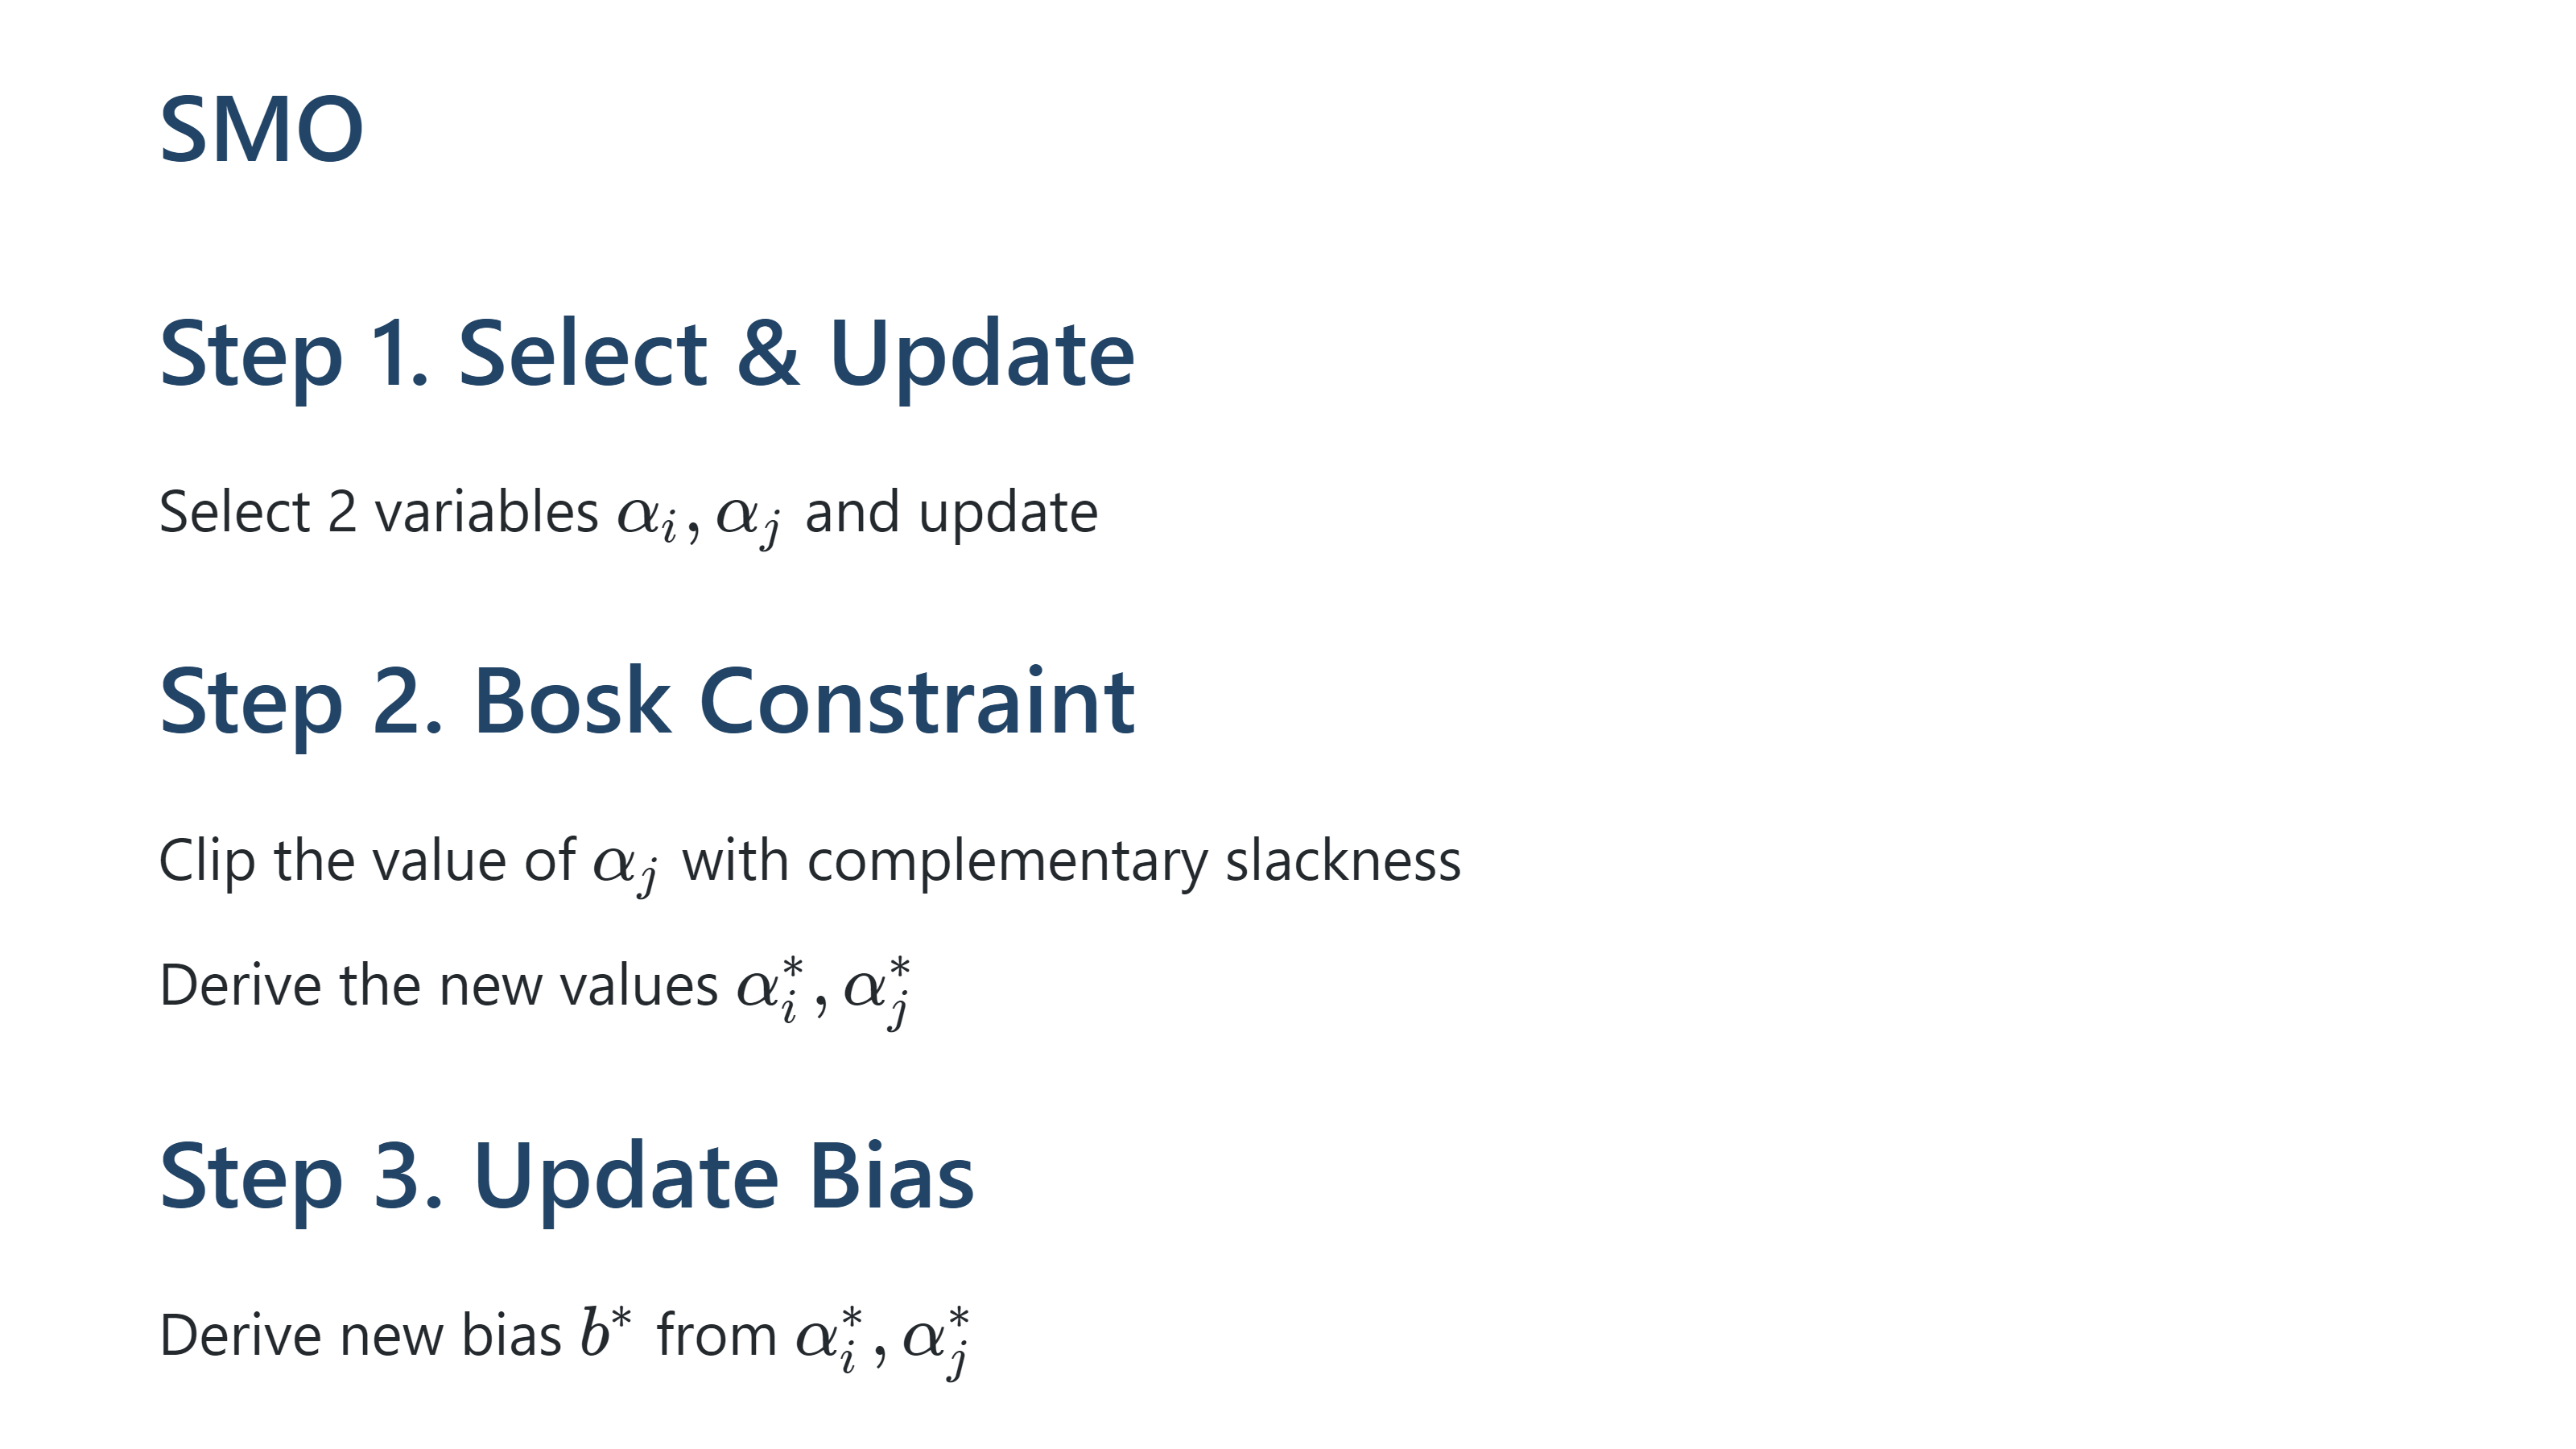 SMO
Step 1. Select & Update
Select 2 variables αᵢ, αⱼ and update
Step 2. Bosk Constraint
Clip the value of αⱼ with complementary slackness
Derive the new values αᵢ*, αⱼ*
Step 3. Update Bias
Derive new bias b* from αᵢ*, αⱼ*